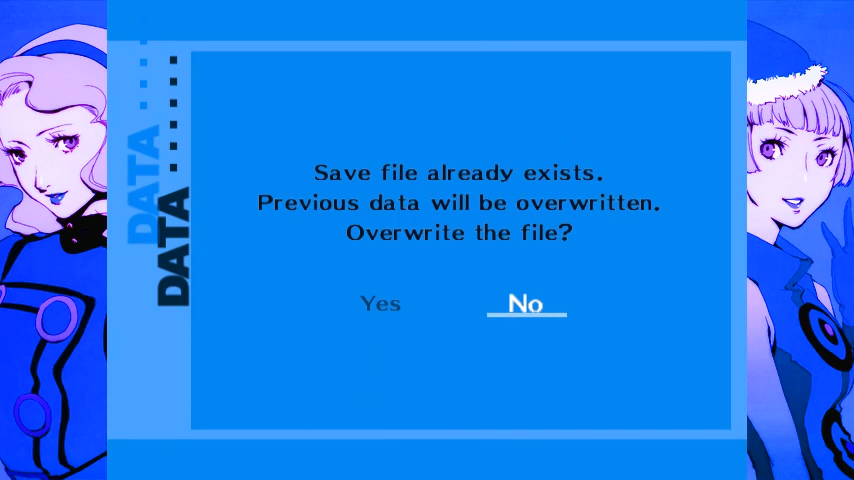 DATA
DATA
Save file already exists.
Previous data will be overwritten.
Overwrite the file?
Yes No